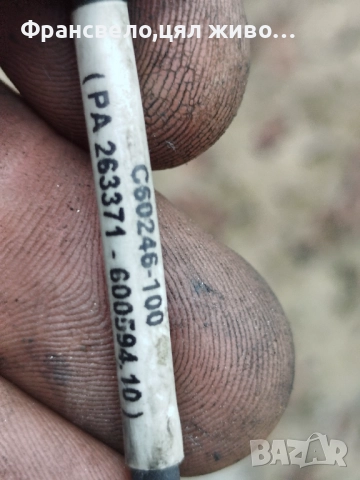 Франсвело,цял живо...
C60246-100
(PA 263371 - 600594.10)
BAZAR